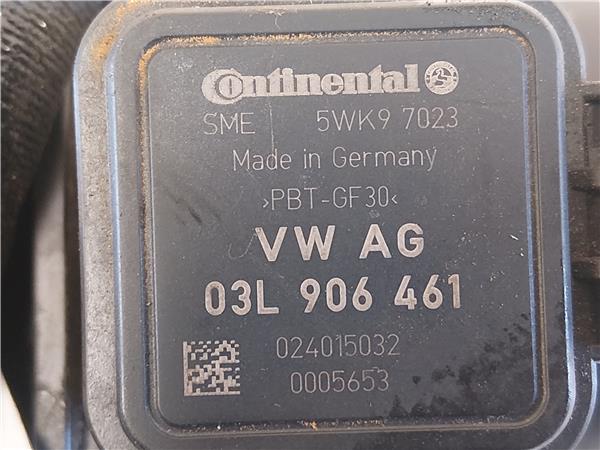 Continental
SME 5WK9 7023
Made in Germany
›PBT-GF30‹
VW AG
03L 906 461
024015032
0005653